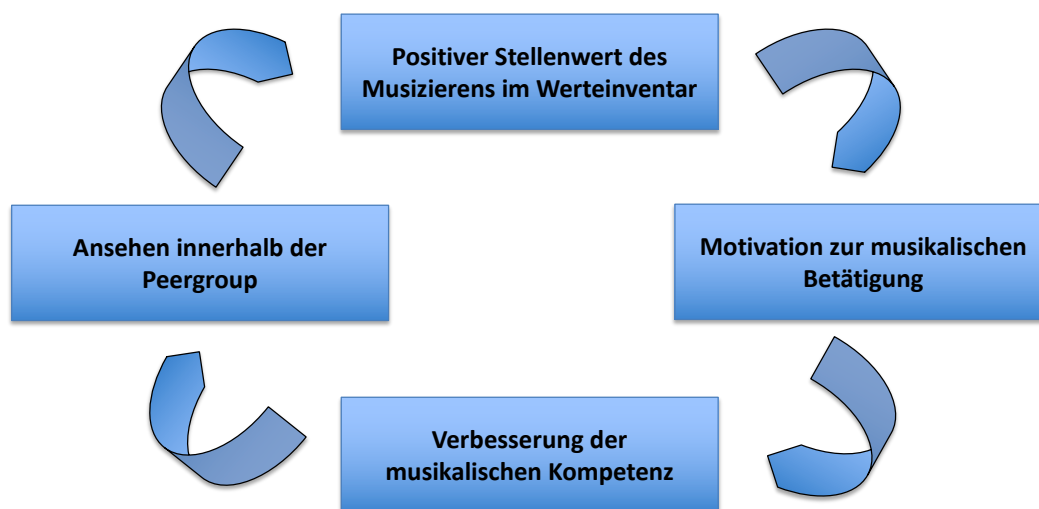 Positiver Stellenwert des
Musizierens im Werteinventar
Ansehen innerhalb der
Peergroup
Motivation zur musikalischen
Betätigung
Verbesserung der
musikalischen Kompetenz